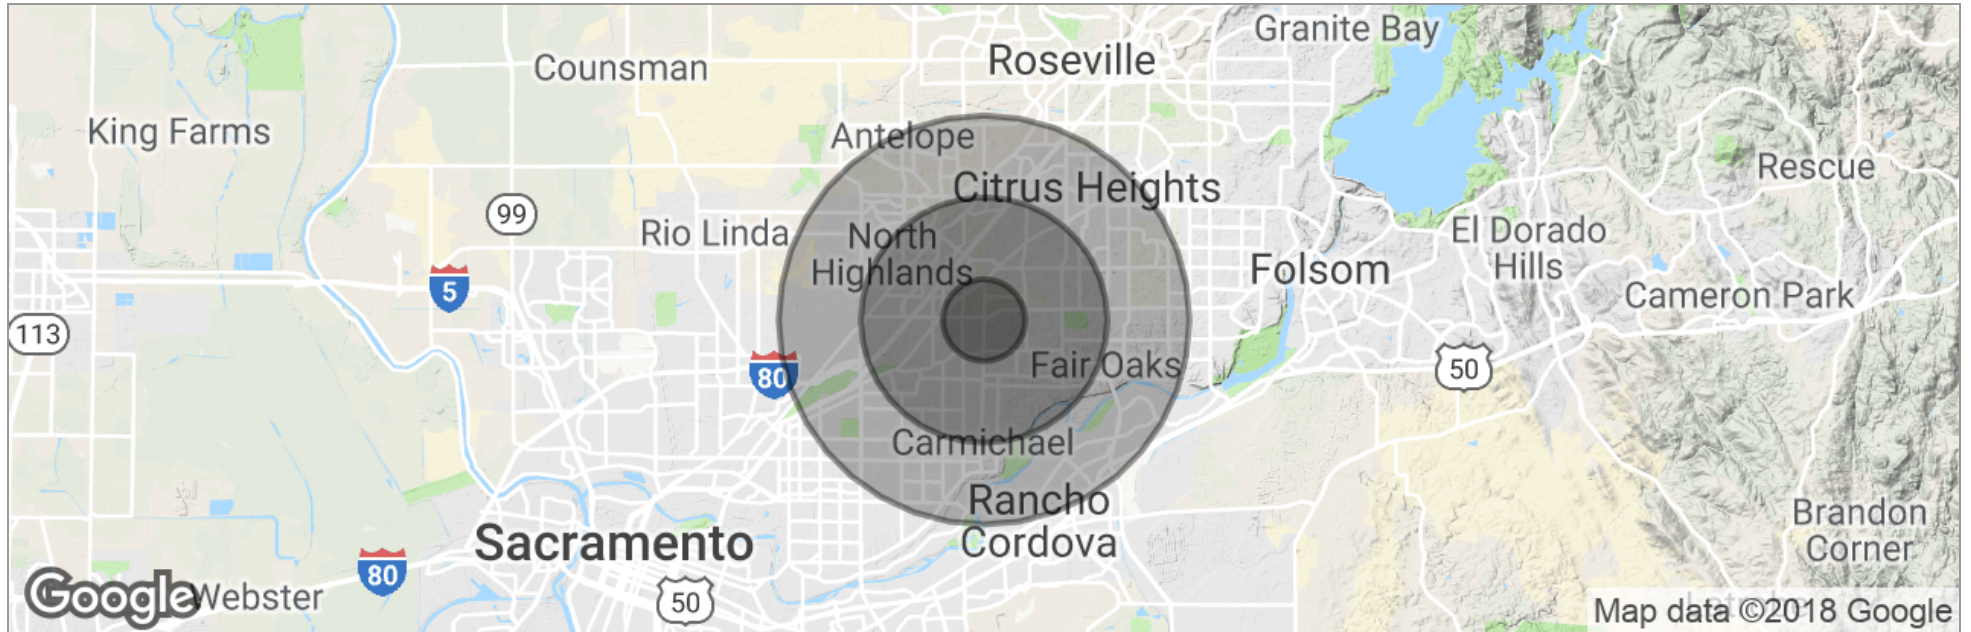 Granite Bay
Roseville
Counsman
King Farms
Antelope
Rescue
Citrus Heights
99
Rio Linda
North
Highlands
El Dorado
Hills
Folsom
5
Cameron Park
113
80
Fair Oaks
50
Carmichael
Rancho
Cordova
Sacramento
Brandon
Corner
80
Google
Webster
50
Map data ©2018 Google